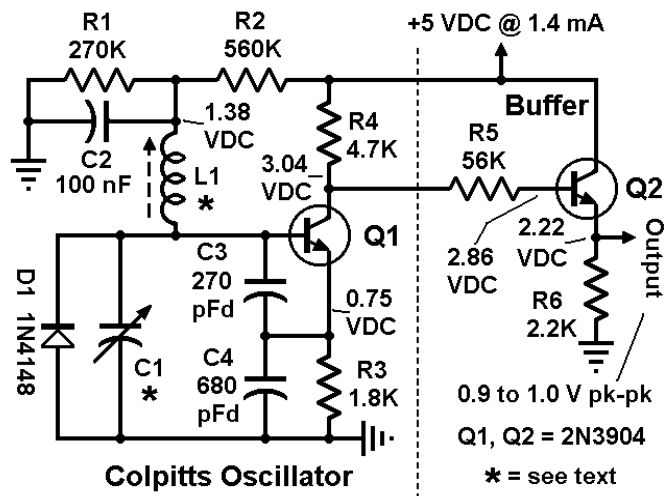 R1
270K
R2
560K
+5 VDC @ 1.4 mA
Buffer
C2
100 nF
1.38
VDC
L1
*
R4
4.7K
3.04
VDC
R5
56K
Q2
Q1
2.86
VDC
2.22
VDC
Output
D1 1N4148
C1
*
C3
270
pFd
0.75
VDC
C4
680
pFd
R3
1.8K
R6
2.2K
0.9 to 1.0 V pk-pk
Q1, Q2 = 2N3904
* = see text
Colpitts Oscillator